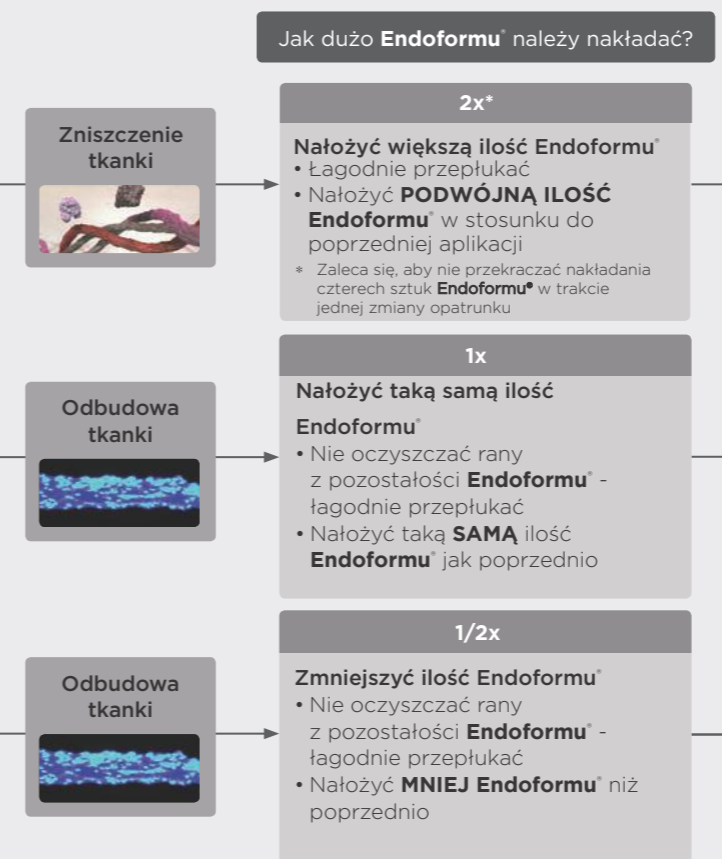 Jak dużo Endoformu® należy nakładać?
Zniszczenie
tkanki
2x*
Nałożyć większą ilość Endoformu®
• Łagodnie przepłukać
• Nałożyć PODWÓJNĄ ILOŚĆ
Endoformu® w stosunku do
poprzedniej aplikacji
* Zaleca się, aby nie przekraczać nakładania
czterech sztuk Endoformu® w trakcie
jednej zmiany opatrunku
Odbudowa
tkanki
1x
Nałożyć taką samą ilość
Endoformu®
• Nie oczyszczać rany
z pozostałości Endoformu® -
łagodnie przepłukać
• Nałożyć taką SAMĄ ilość
Endoformu® jak poprzednio
Odbudowa
tkanki
1/2x
Zmniejszyć ilość Endoformu®
• Nie oczyszczać rany
z pozostałości Endoformu® -
łagodnie przepłukać
• Nałożyć MNIEJ Endoformu® niż
poprzednio